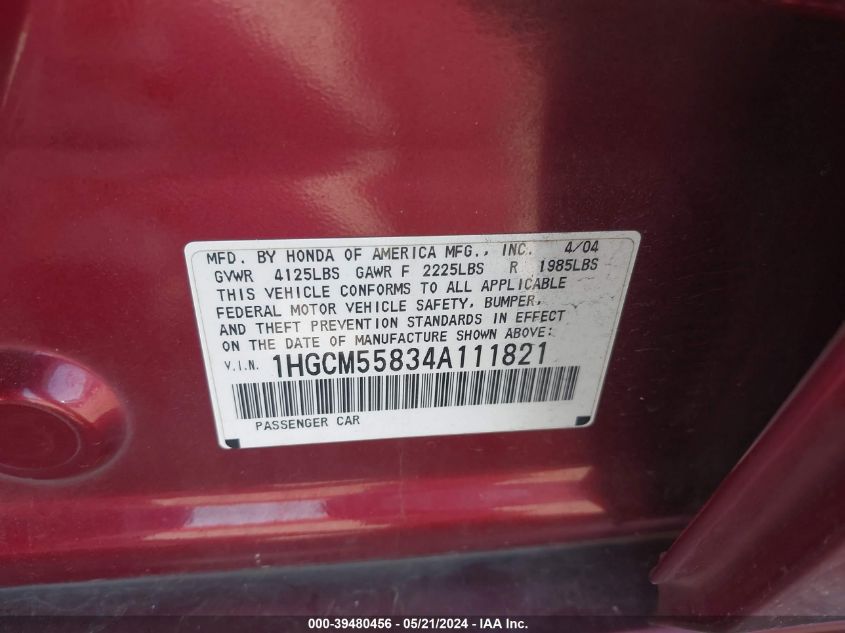 MFD. BY HONDA OF AMERICA MFG., INC. 4/04
GVWR 4125LBS GAWR F 2225LBS R 1985LBS
THIS VEHICLE CONFORMS TO ALL APPLICABLE
FEDERAL MOTOR VEHICLE SAFETY, BUMPER,
AND THEFT PREVENTION STANDARDS IN EFFECT
ON THE DATE OF MANUFACTURE SHOWN ABOVE:
V.I.N. 1HGCM55834A111821
PASSENGER CAR
000-39480456 - 05/21/2024 - IAA Inc.